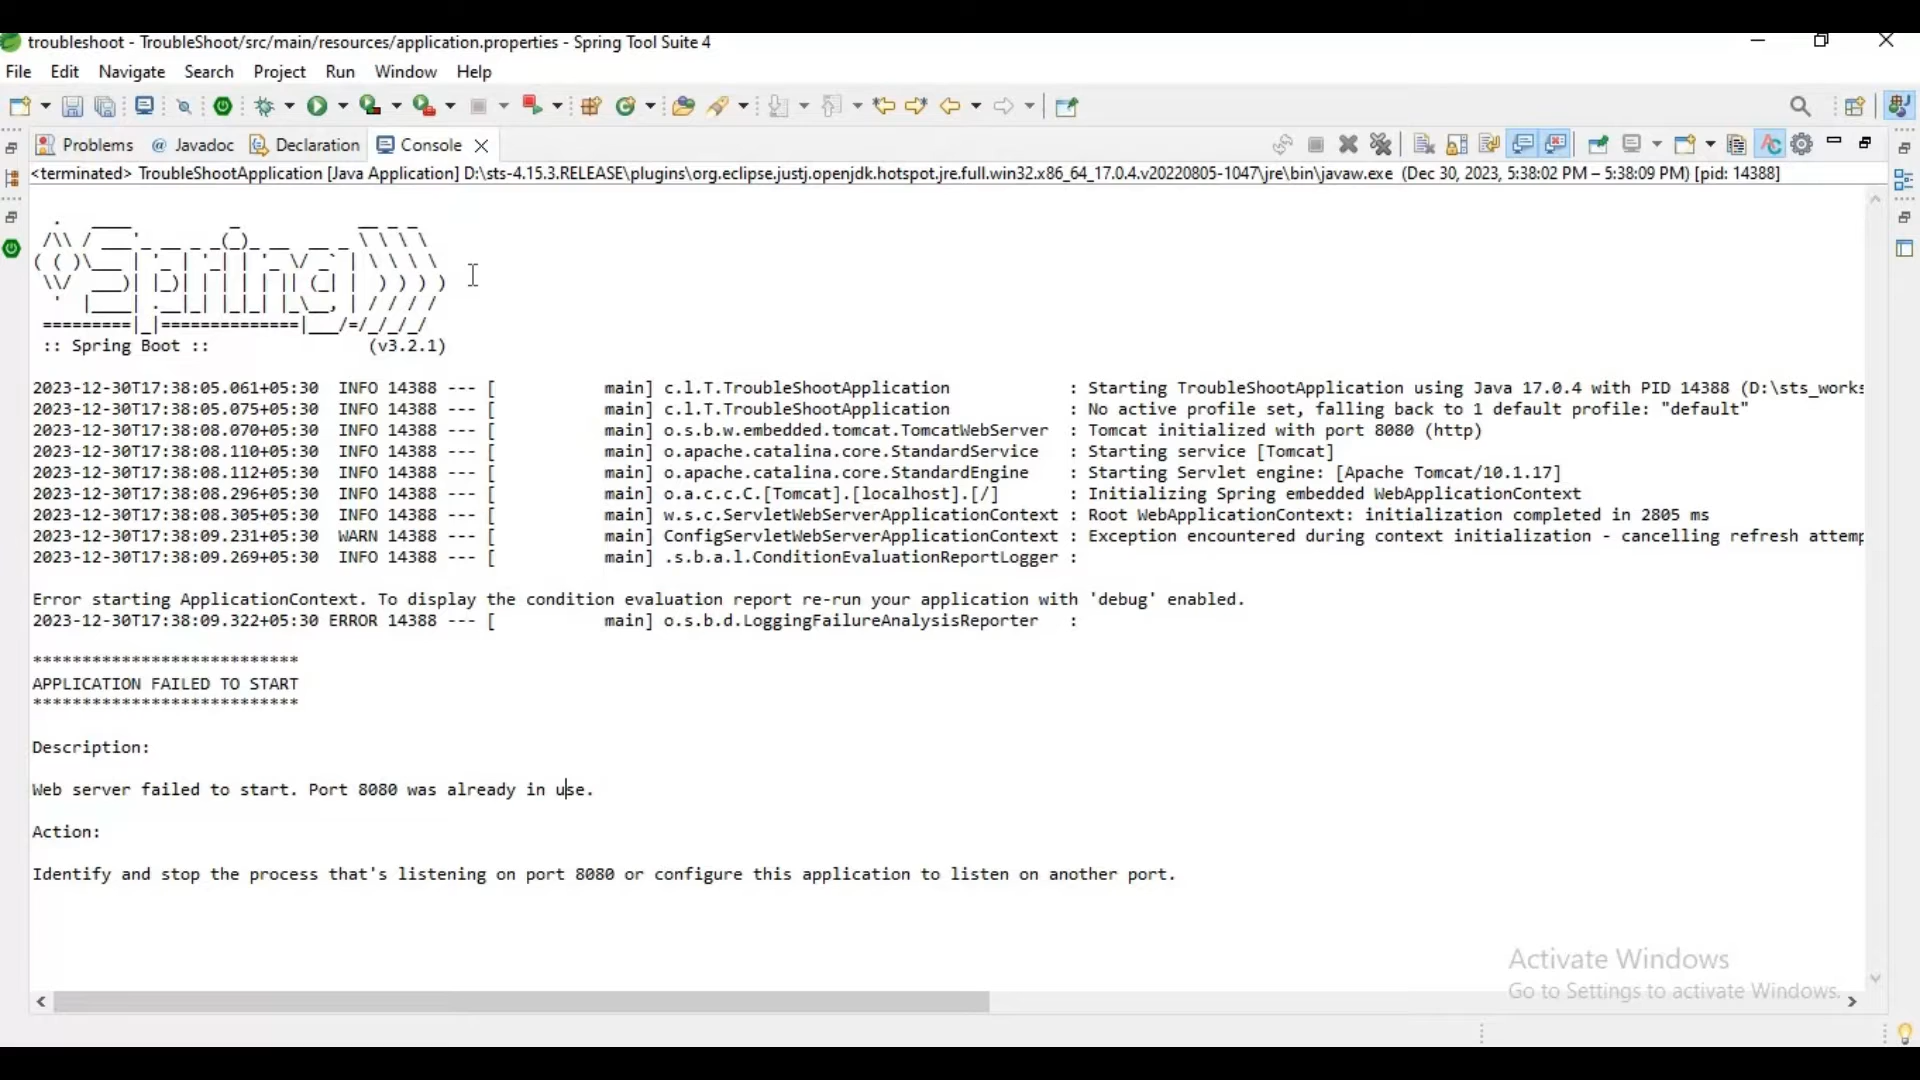 troubleshoot - TroubleShoot/src/main/resources/application.properties - Spring Tool Suite 4
File Edit Navigate Search Project Run Window Help
Problems @ Javadoc Declaration Console
<terminated> TroubleShootApplication [Java Application] D:\sts-4.15.3.RELEASE\plugins\org.eclipse.justj.openjdk.hotspot.jre.full.win32.x86_64_17.0.4.v20220805-1047\jre\bin\javaw.exe (Dec 30, 2023, 5:38:02 PM – 5:38:09 PM) [pid: 14388]
Spring
:: Spring Boot :: (v3.2.1)
2023-12-30T17:38:05.061+05:30 INFO 14388 --- [ main] c.l.T.TroubleShootApplication : Starting TroubleShootApplication using Java 17.0.4 with PID 14388 (D:\sts_works
2023-12-30T17:38:05.075+05:30 INFO 14388 --- [ main] c.l.T.TroubleShootApplication : No active profile set, falling back to 1 default profile: "default"
2023-12-30T17:38:08.070+05:30 INFO 14388 --- [ main] o.s.b.w.embedded.tomcat.TomcatWebServer : Tomcat initialized with port 8080 (http)
2023-12-30T17:38:08.110+05:30 INFO 14388 --- [ main] o.apache.catalina.core.StandardService : Starting service [Tomcat]
2023-12-30T17:38:08.112+05:30 INFO 14388 --- [ main] o.apache.catalina.core.StandardEngine : Starting Servlet engine: [Apache Tomcat/10.1.17]
2023-12-30T17:38:08.296+05:30 INFO 14388 --- [ main] o.a.c.c.C.[Tomcat].[localhost].[/] : Initializing Spring embedded WebApplicationContext
2023-12-30T17:38:08.305+05:30 INFO 14388 --- [ main] w.s.c.ServletWebServerApplicationContext : Root WebApplicationContext: initialization completed in 2805 ms
2023-12-30T17:38:09.231+05:30 WARN 14388 --- [ main] ConfigServletWebServerApplicationContext : Exception encountered during context initialization - cancelling refresh attemp
2023-12-30T17:38:09.269+05:30 INFO 14388 --- [ main] .s.b.a.l.ConditionEvaluationReportLogger :
Error starting ApplicationContext. To display the condition evaluation report re-run your application with 'debug' enabled.
2023-12-30T17:38:09.322+05:30 ERROR 14388 --- [ main] o.s.b.d.LoggingFailureAnalysisReporter :
***************************
APPLICATION FAILED TO START
***************************
Description:
Web server failed to start. Port 8080 was already in use.
Action:
Identify and stop the process that's listening on port 8080 or configure this application to listen on another port.
Activate Windows
Go to Settings to activate Windows.